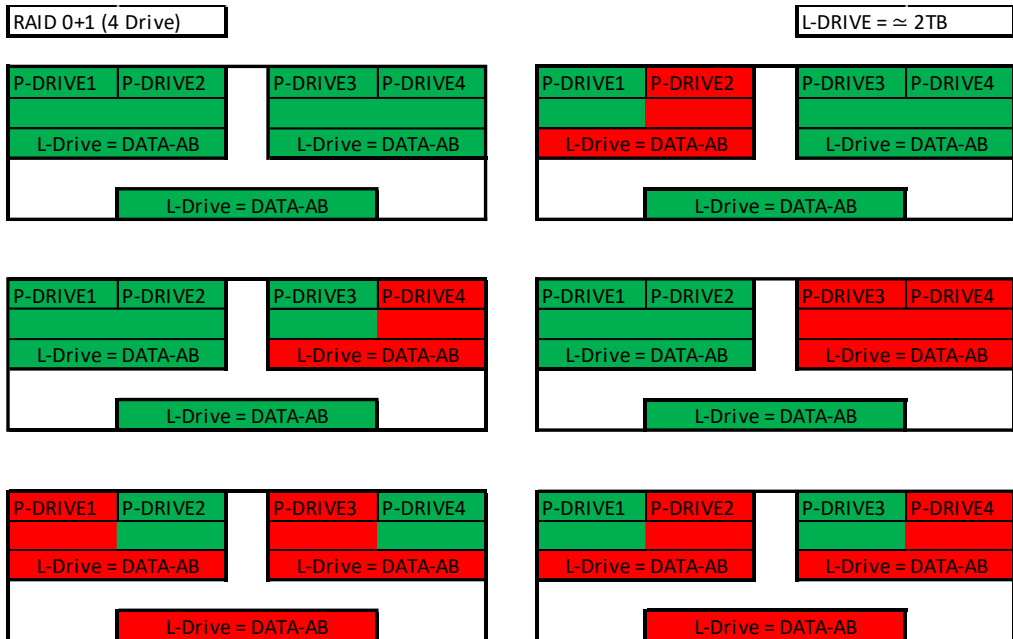 RAID 0+1 (4 Drive) L-DRIVE = ≃ 2TB
P-DRIVE1 P-DRIVE2 P-DRIVE3 P-DRIVE4 P-DRIVE1 P-DRIVE2 P-DRIVE3 P-DRIVE4
L-Drive = DATA-AB L-Drive = DATA-AB L-Drive = DATA-AB L-Drive = DATA-AB
L-Drive = DATA-AB L-Drive = DATA-AB
P-DRIVE1 P-DRIVE2 P-DRIVE3 P-DRIVE4 P-DRIVE1 P-DRIVE2 P-DRIVE3 P-DRIVE4
L-Drive = DATA-AB L-Drive = DATA-AB L-Drive = DATA-AB L-Drive = DATA-AB
L-Drive = DATA-AB L-Drive = DATA-AB
P-DRIVE1 P-DRIVE2 P-DRIVE3 P-DRIVE4 P-DRIVE1 P-DRIVE2 P-DRIVE3 P-DRIVE4
L-Drive = DATA-AB L-Drive = DATA-AB L-Drive = DATA-AB L-Drive = DATA-AB
L-Drive = DATA-AB L-Drive = DATA-AB